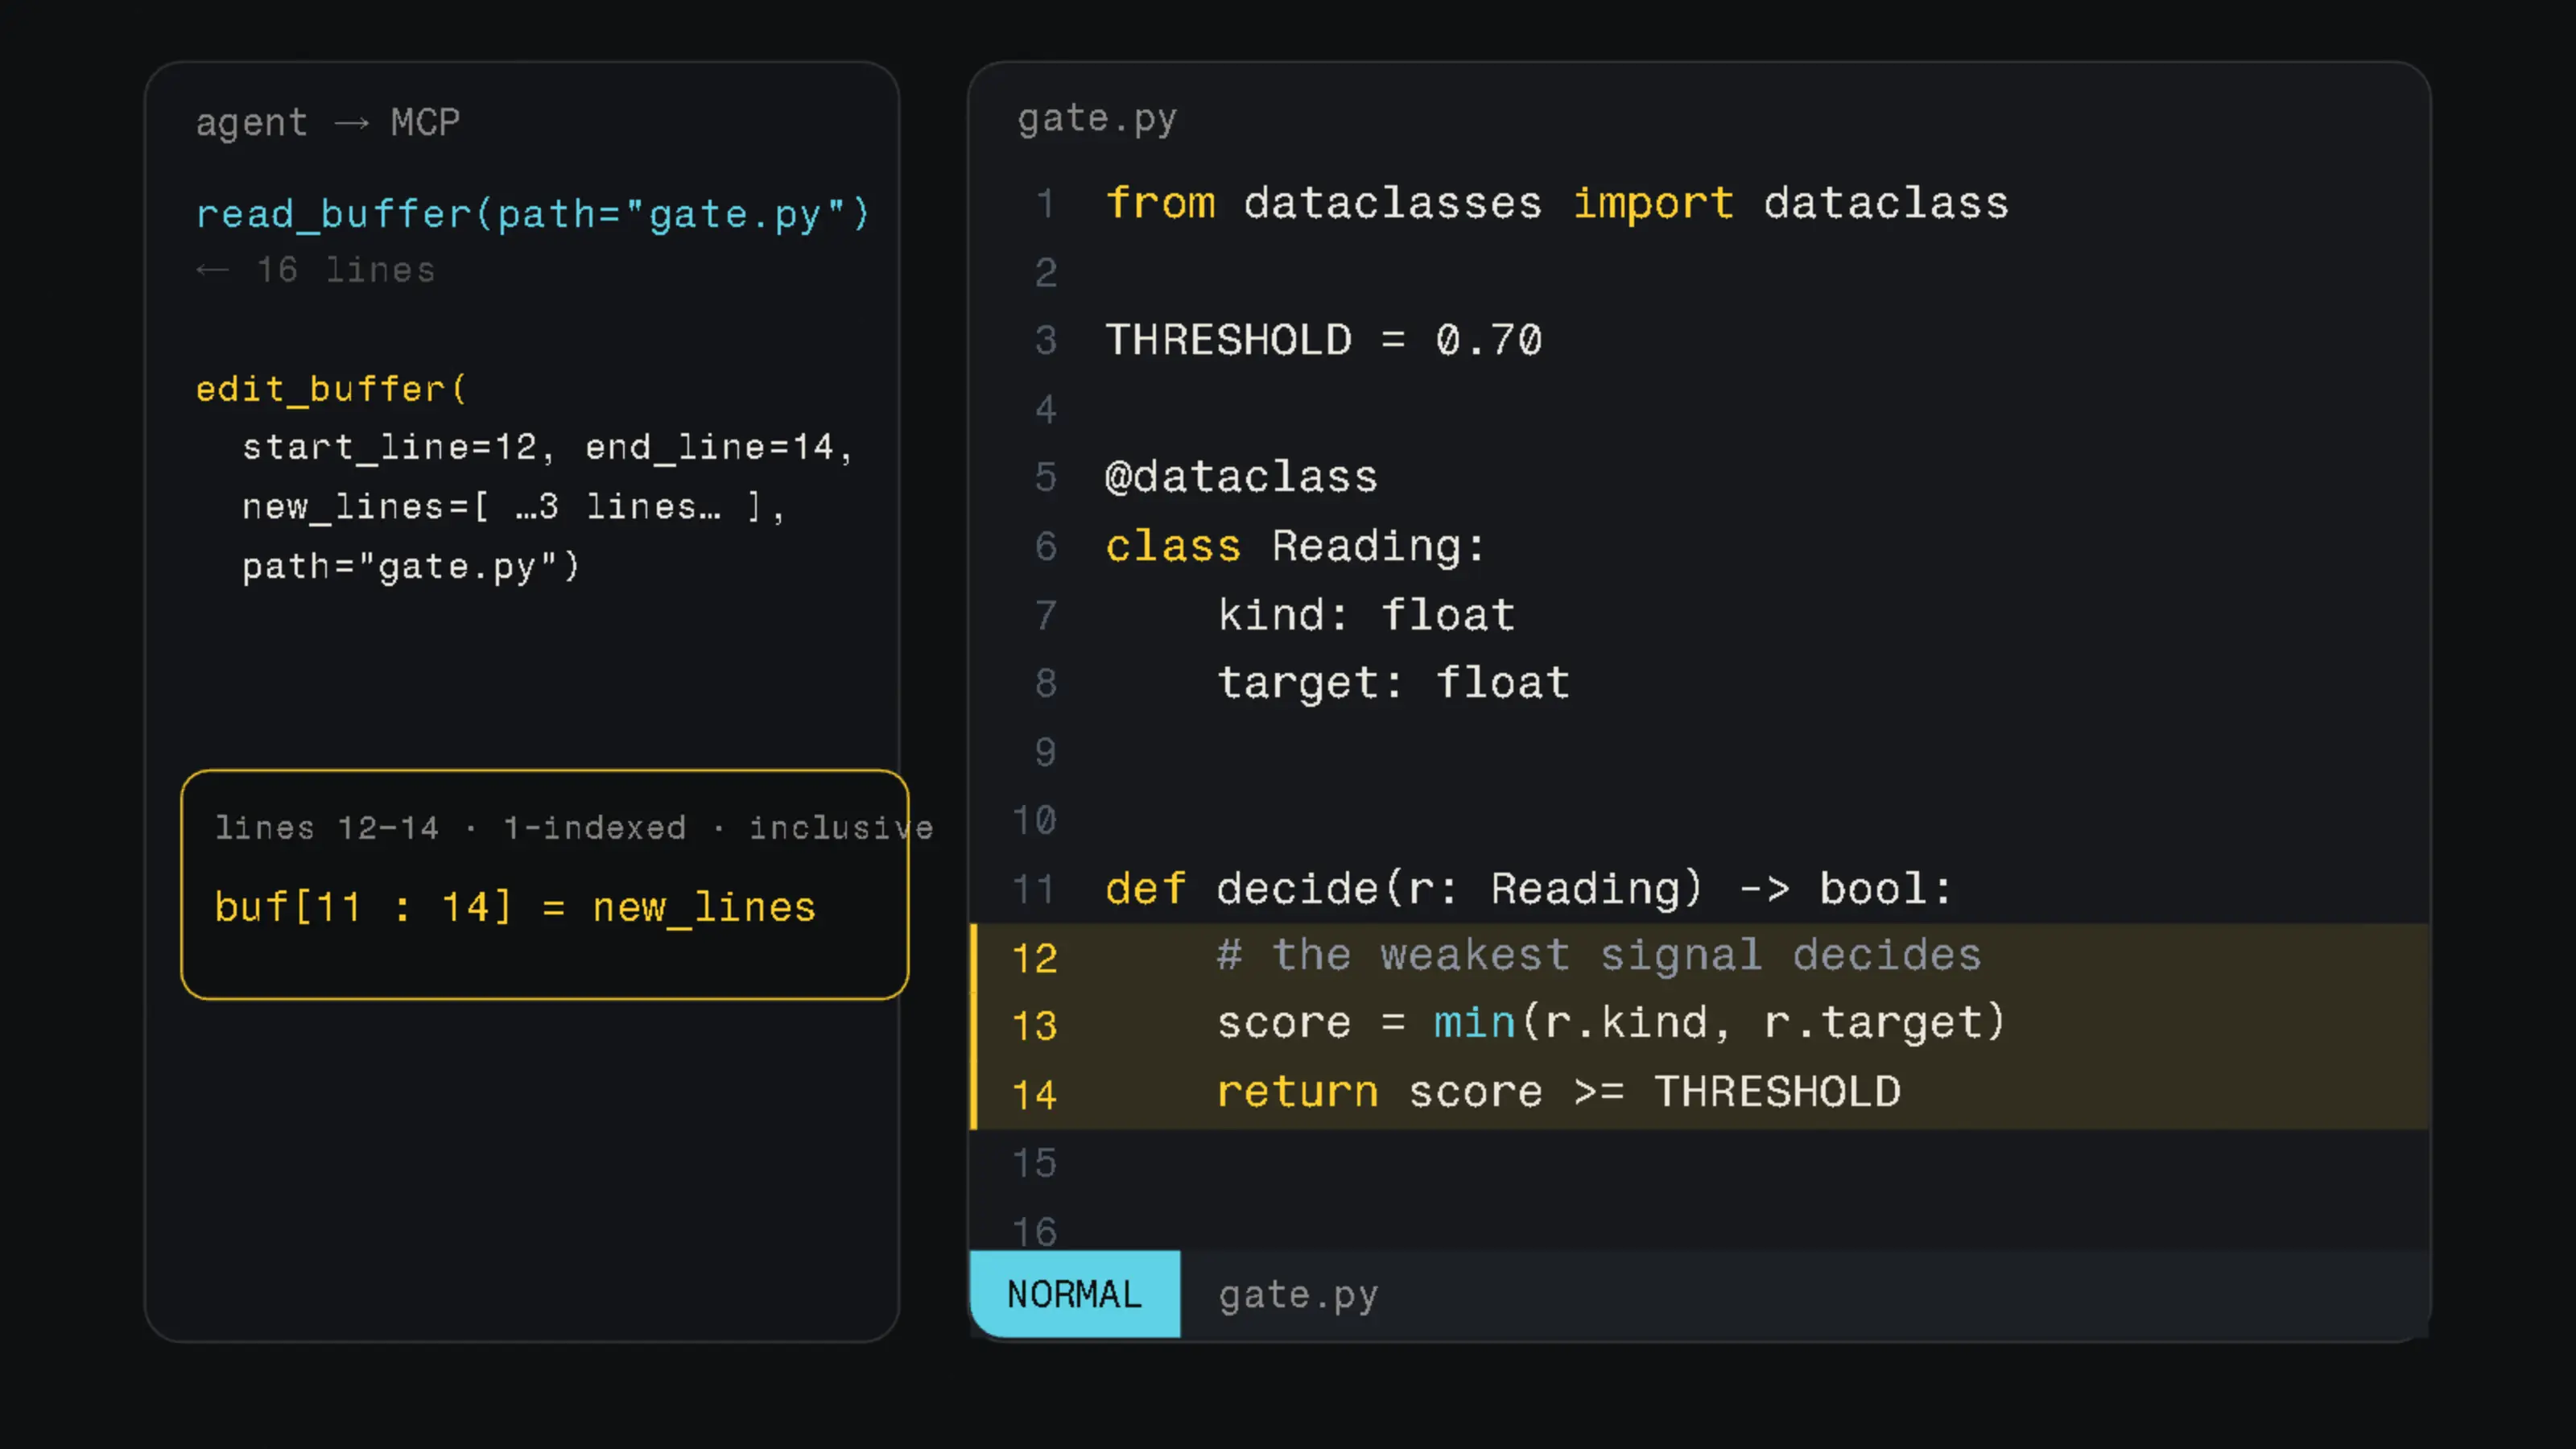 agent → MCP
read_buffer(path="gate.py")
← 16 lines
edit_buffer(
  start_line=12, end_line=14,
  new_lines=[ …3 lines… ],
  path="gate.py")
lines 12–14 · 1-indexed · inclusive
buf[11 : 14] = new_lines
gate.py
1 from dataclasses import dataclass
2
3 THRESHOLD = 0.70
4
5 @dataclass
6 class Reading:
7     kind: float
8     target: float
9
10
11 def decide(r: Reading) -> bool:
12     # the weakest signal decides
13     score = min(r.kind, r.target)
14     return score >= THRESHOLD
15
16
NORMAL gate.py